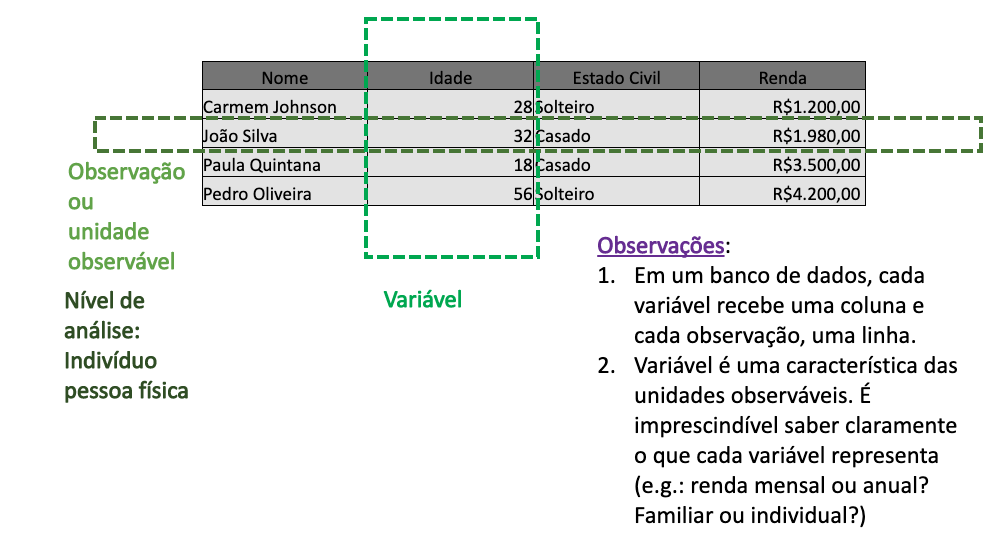 Nome Idade Estado Civil Renda
Carmem Johnson 28 Solteiro R$1.200,00
João Silva 32 Casado R$1.980,00
Paula Quintana 18 Casado R$3.500,00
Pedro Oliveira 56 Solteiro R$4.200,00
Observação
ou
unidade
observável
Nível de
análise:
Indivíduo
pessoa física
Variável
Observações:
1. Em um banco de dados, cada
variável recebe uma coluna e
cada observação, uma linha.
2. Variável é uma característica das
unidades observáveis. É
imprescindível saber claramente
o que cada variável representa
(e.g.: renda mensal ou anual?
Familiar ou individual?)